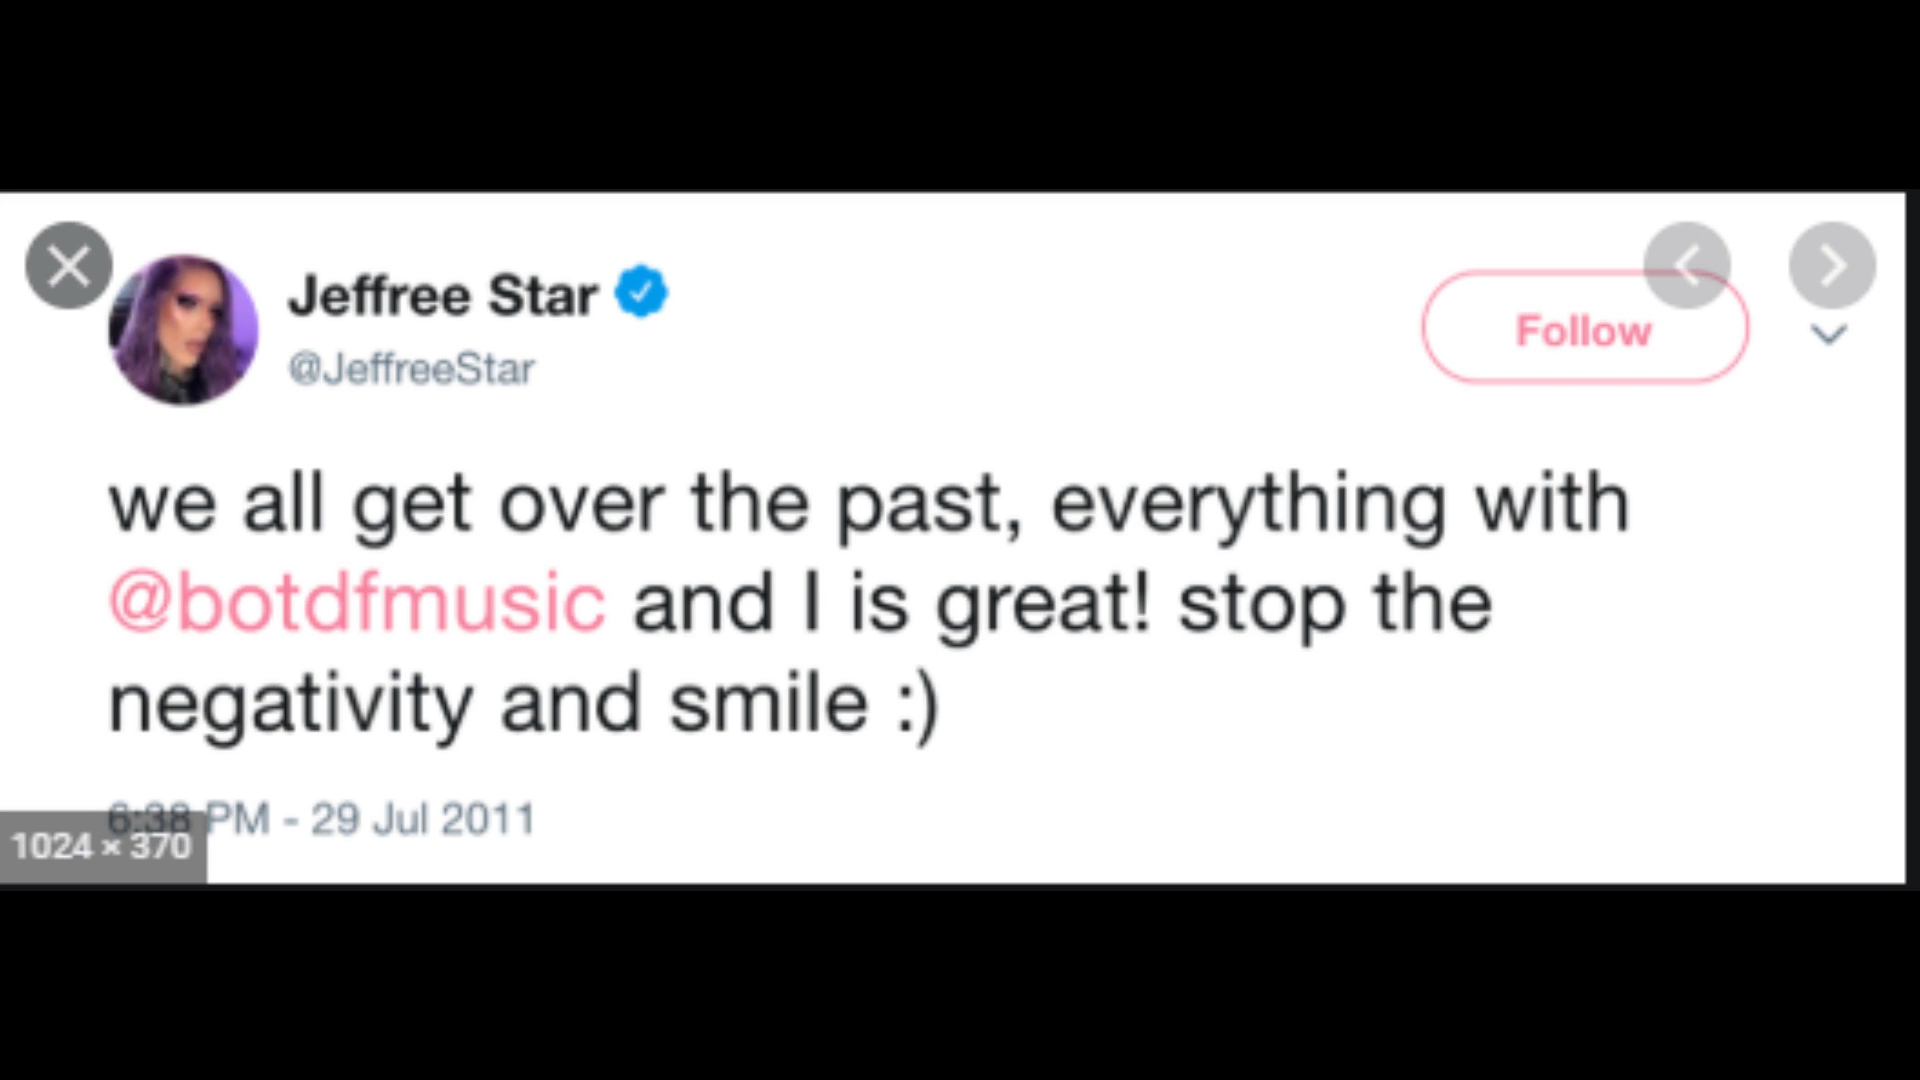 Jeffree Star
@JeffreeStar
Follow
we all get over the past, everything with
@botdfmusic and I is great! stop the
negativity and smile :)
6:38 PM - 29 Jul 2011
1024 × 370